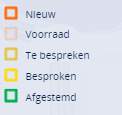 Nieuw
Voorraad
Te bespreken
Besproken
Afgestemd